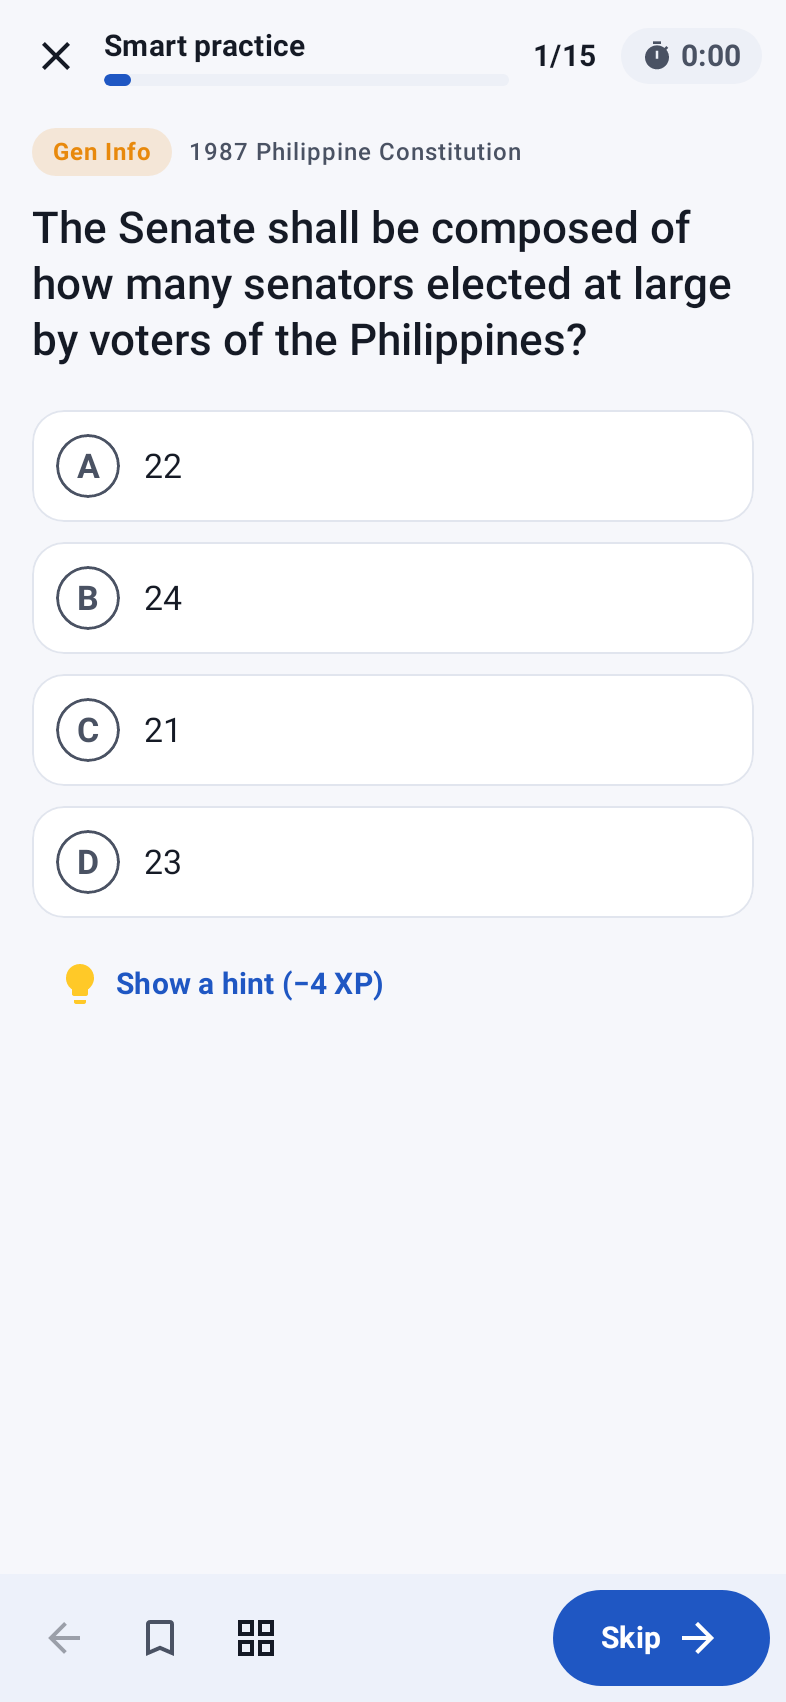 Smart practice
1/15
0:00
Gen Info
1987 Philippine Constitution
The Senate shall be composed of
how many senators elected at large
by voters of the Philippines?
A 22
B 24
C 21
D 23
Show a hint (−4 XP)
Skip